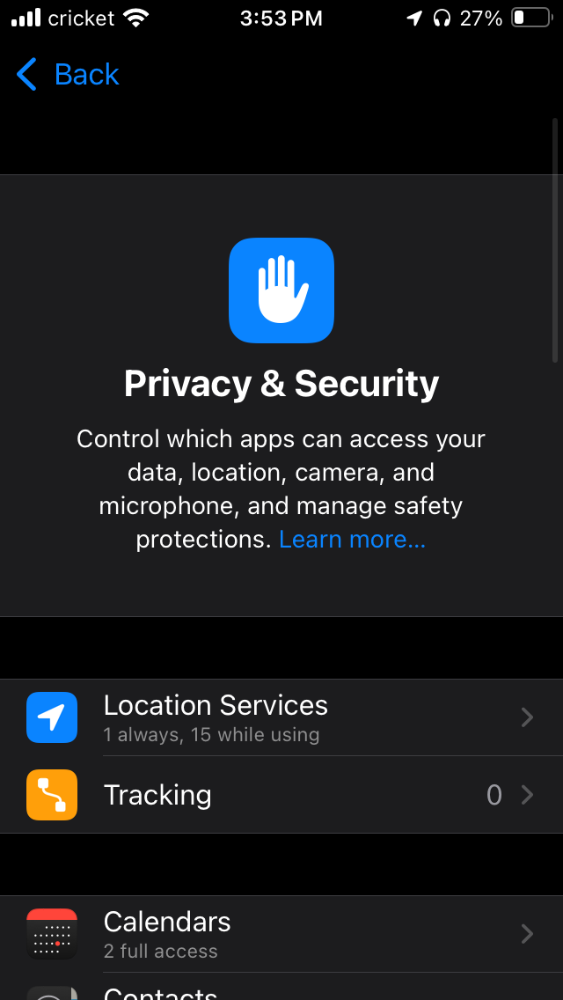 cricket 3:53 PM 27%
Back
Privacy & Security
Control which apps can access your
data, location, camera, and
microphone, and manage safety
protections. Learn more...
Location Services
1 always, 15 while using
Tracking 0
Calendars
2 full access
Contacts